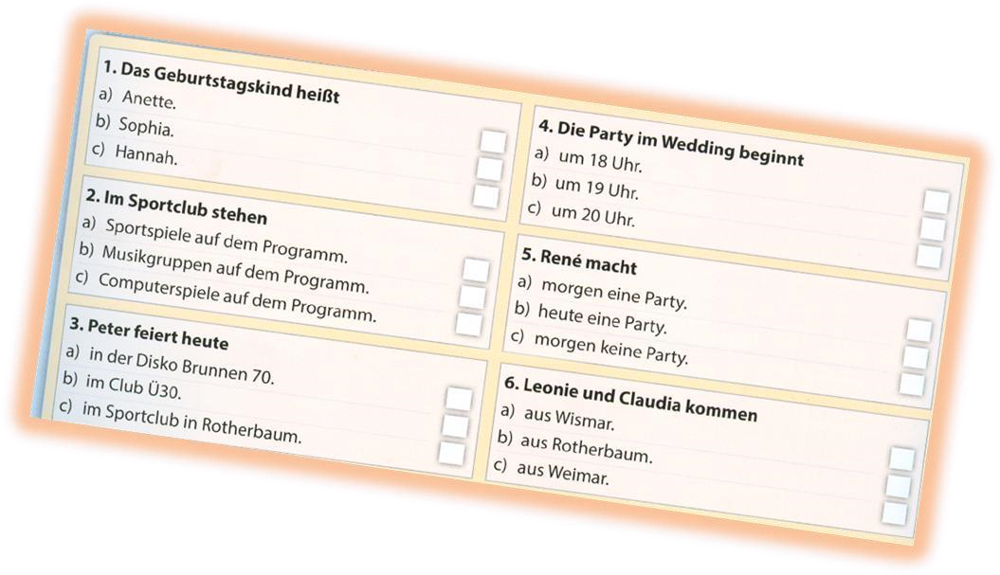 1. Das Geburtstagskind heißt
a) Anette.
b) Sophia.
c) Hannah.
2. Im Sportclub stehen
a) Sportspiele auf dem Programm.
b) Musikgruppen auf dem Programm.
c) Computerspiele auf dem Programm.
3. Peter feiert heute
a) in der Disko Brunnen 70.
b) im Club Ü30.
c) im Sportclub in Rotherbaum.
4. Die Party im Wedding beginnt
a) um 18 Uhr.
b) um 19 Uhr.
c) um 20 Uhr.
5. René macht
a) morgen eine Party.
b) heute eine Party.
c) morgen keine Party.
6. Leonie und Claudia kommen
a) aus Wismar.
b) aus Rotherbaum.
c) aus Weimar.